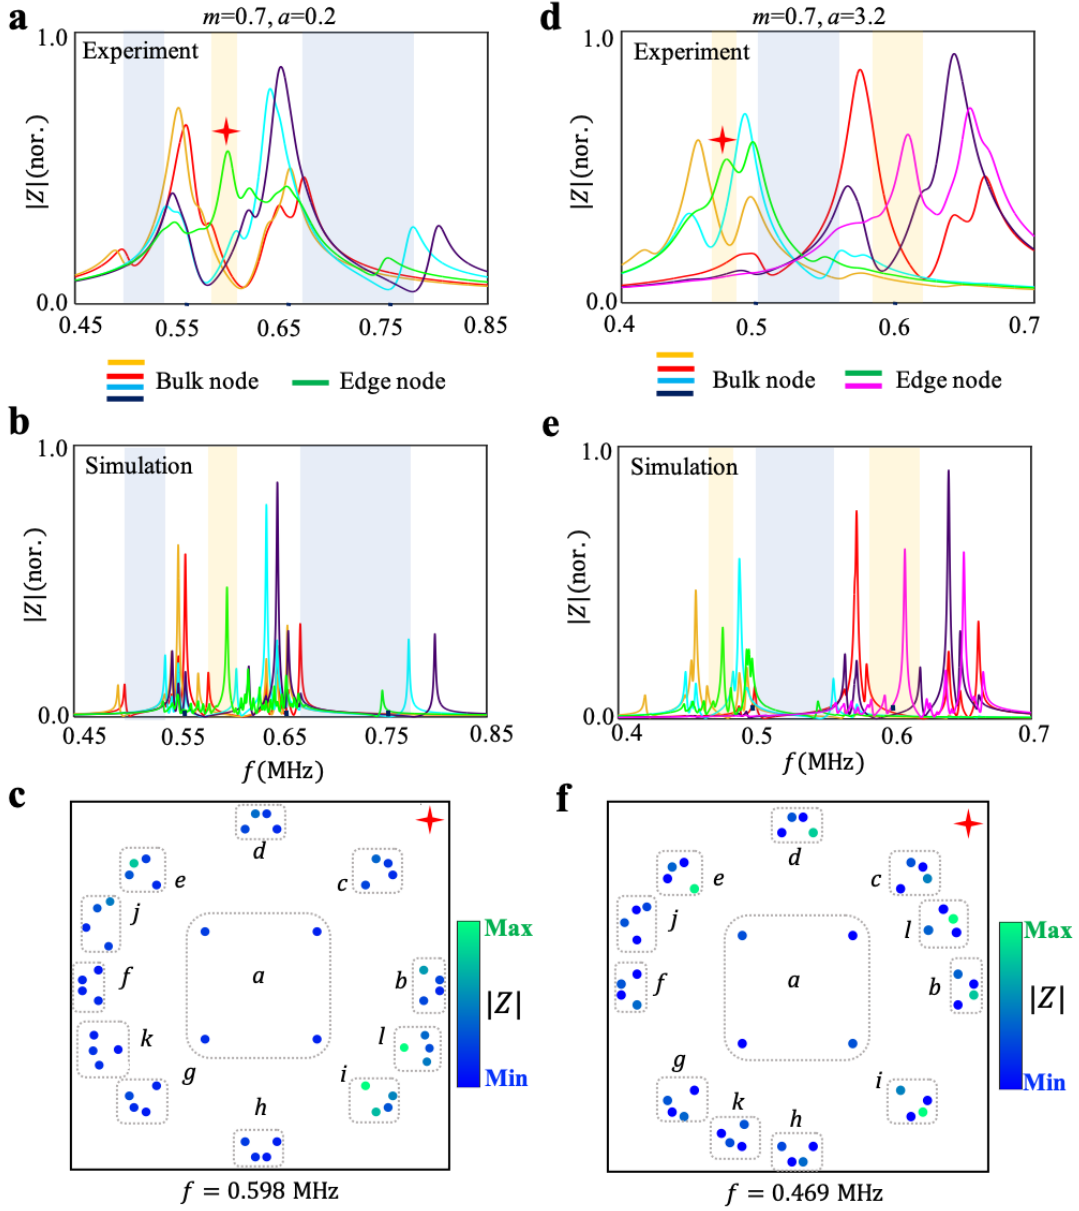 a
m=0.7, a=0.2
1.0
Experiment
|Z|(nor.)
0.0
0.45 0.55 0.65 0.75 0.85
Bulk node Edge node
b
1.0
Simulation
|Z|(nor.)
0.0
0.45 0.55 0.65 0.75 0.85
f(MHz)
c
d
c
e
j
f
a
b
k
l
g
i
h
Max
|Z|
Min
f = 0.598 MHz
d
m=0.7, a=3.2
1.0
Experiment
|Z|(nor.)
0.0
0.4 0.5 0.6 0.7
Bulk node Edge node
e
1.0
Simulation
|Z|(nor.)
0.0
0.4 0.5 0.6 0.7
f(MHz)
f
d
c
e
j
l
f
a
b
g
i
k
h
Max
|Z|
Min
f = 0.469 MHz